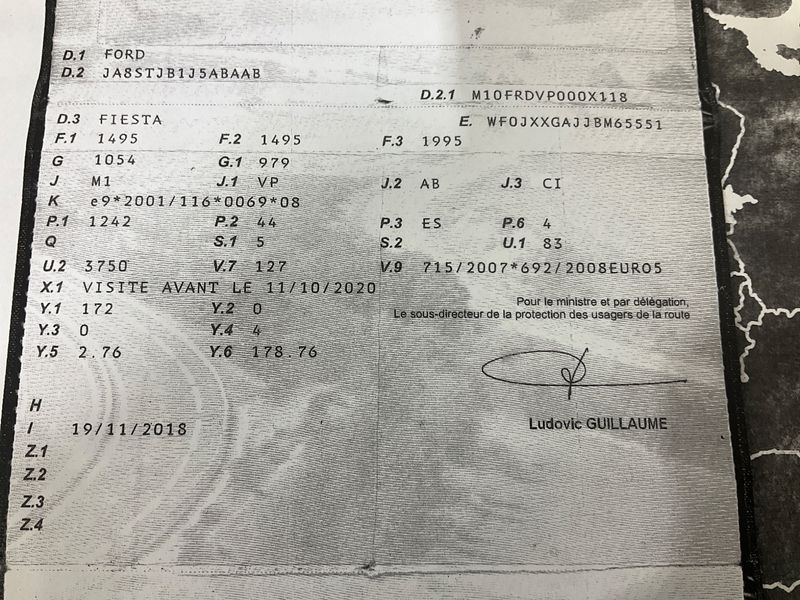 D.1 FORD
D.2 JA8STJB1J5ABAAB
D.2.1 M10FRDVP000X118
D.3 FIESTA E. WF0JXXGAJJBM65551
F.1 1495 F.2 1495 F.3 1995
G 1054 G.1 979
J M1 J.1 VP J.2 AB J.3 CI
K e9*2001/116*0069*08
P.1 1242 P.2 44 P.3 ES P.6 4
Q S.1 5 S.2 U.1 83
U.2 3750 V.7 127 V.9 715/2007*692/2008EURO5
X.1 VISITE AVANT LE 11/10/2020
Y.1 172 Y.2 0
Pour le ministre et par délégation,
Le sous-directeur de la protection des usagers de la route
Y.3 0 Y.4 4
Y.5 2.76 Y.6 178.76
H
I 19/11/2018
Ludovic GUILLAUME
Z.1
Z.2
Z.3
Z.4